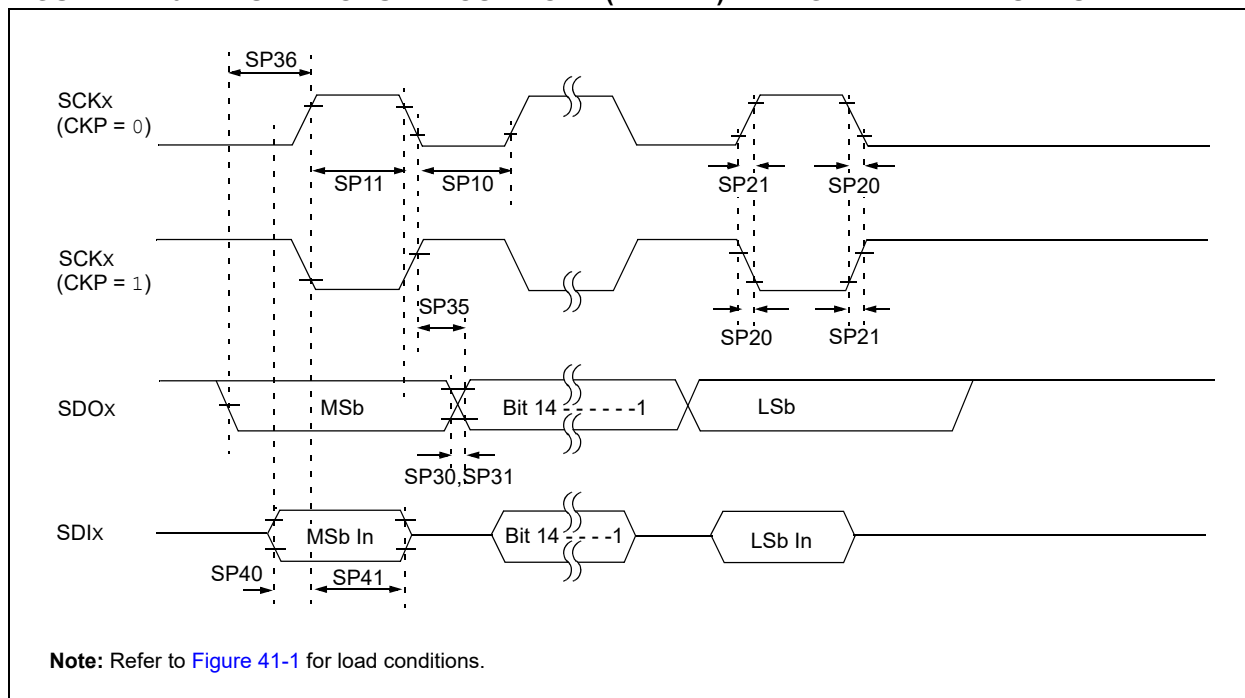 SP36
SCKx
(CKP = 0)
SP11
SP10
SP21
SP20
SCKx
(CKP = 1)
SP35
SP20
SP21
SDOx
MSb
Bit 14 - - - - - -1
LSb
SP30,SP31
SDIx
MSb In
Bit 14 - - - -1
LSb In
SP40
SP41
Note: Refer to Figure 41-1 for load conditions.